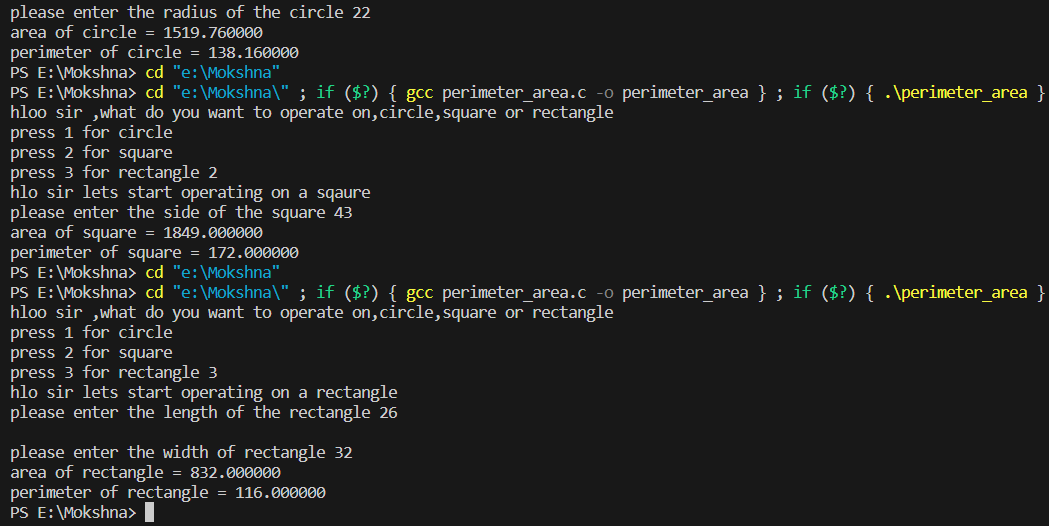 please enter the radius of the circle 22
area of circle = 1519.760000
perimeter of circle = 138.160000
PS E:\Mokshna> cd "e:\Mokshna"
PS E:\Mokshna> cd "e:\Mokshna\" ; if ($?) { gcc perimeter_area.c -o perimeter_area } ; if ($?) { .\perimeter_area }
hloo sir ,what do you want to operate on,circle,square or rectangle
press 1 for circle
press 2 for square
press 3 for rectangle 2
hlo sir lets start operating on a sqaure
please enter the side of the square 43
area of square = 1849.000000
perimeter of square = 172.000000
PS E:\Mokshna> cd "e:\Mokshna"
PS E:\Mokshna> cd "e:\Mokshna\" ; if ($?) { gcc perimeter_area.c -o perimeter_area } ; if ($?) { .\perimeter_area }
hloo sir ,what do you want to operate on,circle,square or rectangle
press 1 for circle
press 2 for square
press 3 for rectangle 3
hlo sir lets start operating on a rectangle
please enter the length of the rectangle 26
please enter the width of rectangle 32
area of rectangle = 832.000000
perimeter of rectangle = 116.000000
PS E:\Mokshna>